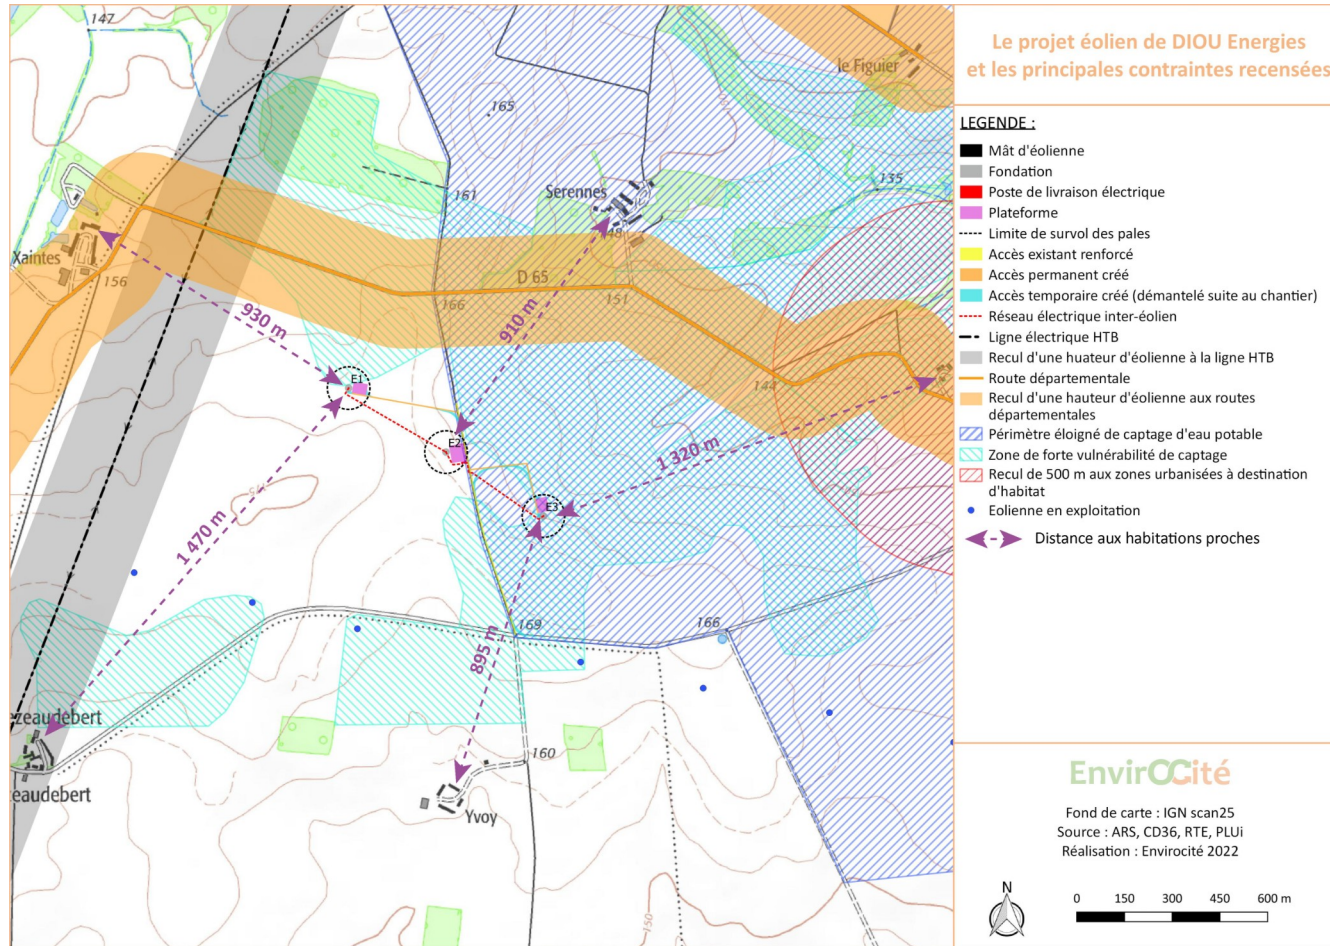 147
165
le Figuier
161
Serennes
135
148
Xaintes
156
D 65
166
151
930 m
910 m
144
E1
E2
1 320 m
E3
1 470 m
169
166
895 m
zeaudebert
160
eaudebert
Yvoy
150
Le projet éolien de DIOU Energies
et les principales contraintes recensées
LEGENDE :
Mât d'éolienne
Fondation
Poste de livraison électrique
Plateforme
Limite de survol des pales
Accès existant renforcé
Accès permanent créé
Accès temporaire créé (démantelé suite au chantier)
Réseau électrique inter-éolien
Ligne électrique HTB
Recul d'une huateur d'éolienne à la ligne HTB
Route départementale
Recul d'une hauteur d'éolienne aux routes
départementales
Périmètre éloigné de captage d'eau potable
Zone de forte vulnérabilité de captage
Recul de 500 m aux zones urbanisées à destination
d'habitat
Eolienne en exploitation
Distance aux habitations proches
EnvirOCité
Fond de carte : IGN scan25
Source : ARS, CD36, RTE, PLUi
Réalisation : Envirocité 2022
N
0 150 300 450 600 m